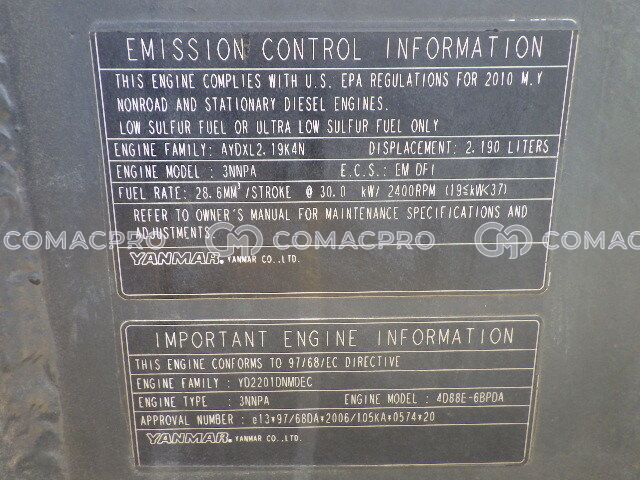 EMISSION CONTROL INFORMATION
THIS ENGINE COMPLIES WITH U.S. EPA REGULATIONS FOR 2010 M.Y
NONROAD AND STATIONARY DIESEL ENGINES.
LOW SULFUR FUEL OR ULTRA LOW SULFUR FUEL ONLY
ENGINE FAMILY: AYDXL2.19K4N DISPLACEMENT: 2.190 LITERS
ENGINE MODEL: 3NNPA E.C.S.: EM DFI
FUEL RATE: 28.6MM³/STROKE @ 30.0 kW/ 2400RPM (19≤kW<37)
REFER TO OWNER'S MANUAL FOR MAINTENANCE SPECIFICATIONS AND
ADJUSTMENTS.
COMACPRO COMACPRO COMACPRO
YANMAR. YANMAR CO.,LTD.
IMPORTANT ENGINE INFORMATION
THIS ENGINE CONFORMS TO 97/68/EC DIRECTIVE
ENGINE FAMILY : YD2201DNMDEC
ENGINE TYPE : 3NNPA ENGINE MODEL : 4D88E-6BPDA
APPROVAL NUMBER : e13*97/68DA*2006/105KA*0574*20
YANMAR. YANMAR CO.,LTD.